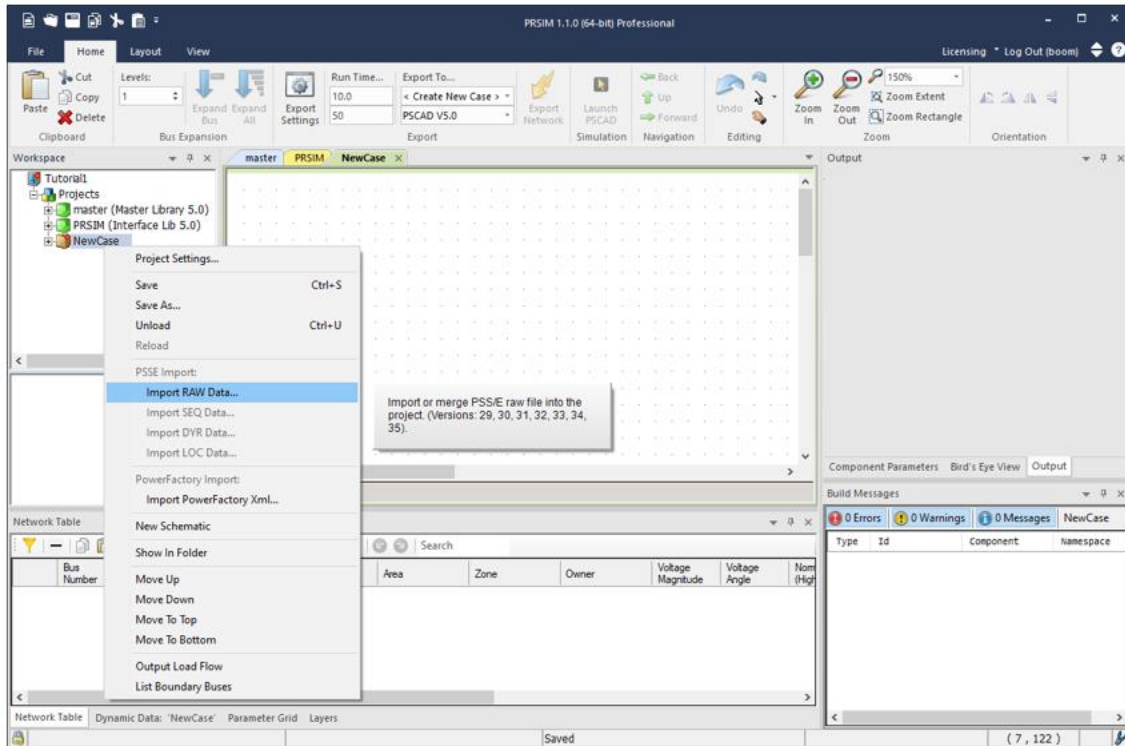 PRSIM 1.1.0 (64-bit) Professional
File Home Layout View Licensing Log Out (boom)
Cut
Copy
Delete
Paste
Clipboard
Levels:
1
Expand Bus
Expand All
Bus Expansion
Export Settings
Run Time...
10.0
50
Export To...
< Create New Case >
PSCAD V5.0
Export Network
Export
Launch PSCAD
Simulation
Back
Up
Forward
Navigation
Undo
Editing
Zoom In
Zoom Out
150%
Zoom Extent
Zoom Rectangle
Zoom
Orientation
Workspace
master PRSIM NewCase
Output
Tutorial1
Projects
master (Master Library 5.0)
PRSIM (Interface Lib 5.0)
NewCase
Project Settings...
Save Ctrl+S
Save As...
Unload Ctrl+U
Reload
PSSE Import:
Import RAW Data...
Import SEQ Data...
Import DYR Data...
Import LOC Data...
PowerFactory Import:
Import PowerFactory Xml...
New Schematic
Show In Folder
Move Up
Move Down
Move To Top
Move To Bottom
Output Load Flow
List Boundary Buses
Import or merge PSS/E raw file into the
project. (Versions: 29, 30, 31, 32, 33, 34,
35).
Component Parameters Bird's Eye View Output
Build Messages
0 Errors 0 Warnings 0 Messages NewCase
Type Id Component Namespace
Network Table
Search
Bus Number
Area
Zone
Owner
Voltage Magnitude
Voltage Angle
Nom
(High
Network Table Dynamic Data: 'NewCase' Parameter Grid Layers
Saved
( 7 , 122 )